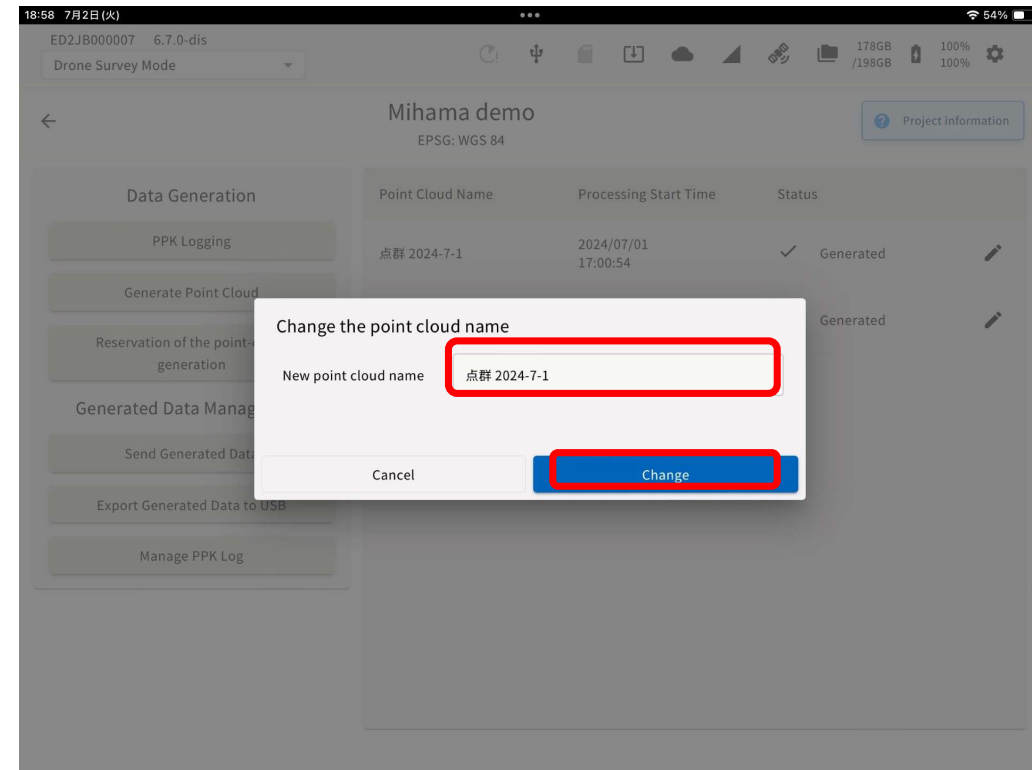 18:58 7月2日(火)
54%
ED2JB000007 6.7.0-dis
Drone Survey Mode
178GB
/198GB
100%
100%
Mihama demo
EPSG: WGS 84
Project information
Data Generation
PPK Logging
Generate Point Cloud
Reservation of the point-
generation
Generated Data Manag
Send Generated Data
Export Generated Data to USB
Manage PPK Log
Point Cloud Name Processing Start Time Status
点群 2024-7-1
2024/07/01
17:00:54
Generated
Generated
Change the point cloud name
New point cloud name
点群 2024-7-1
Cancel
Change